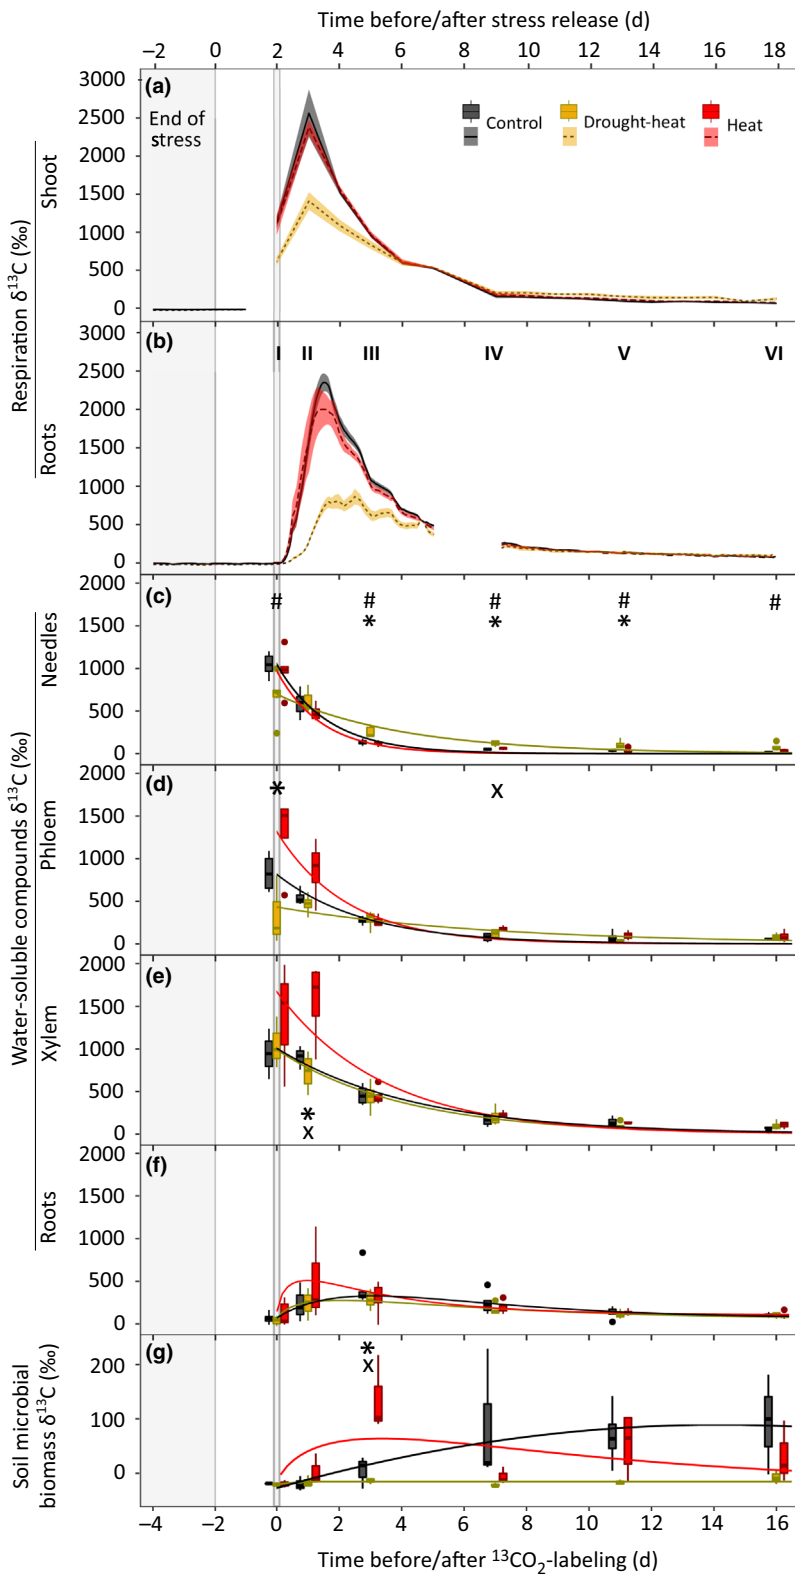 Time before/after stress release (d)
−2 0 2 4 6 8 10 12 14 16 18
(a)
End of
stress
Control
Drought-heat
Heat
3000
2500
2000
1500
1000
500
0
Shoot
Respiration δ¹³C (‰)
(b)
I II III IV V VI
3000
2500
2000
1500
1000
500
0
Roots
(c)
# # # # #
* * *
2000
1500
1000
500
0
Needles
Water-soluble compounds δ¹³C (‰)
(d)
* x
2000
1500
1000
500
0
Phloem
(e)
*
x
2000
1500
1000
500
0
Xylem
(f)
2000
1500
1000
500
0
Roots
(g)
*
x
200
100
0
Soil microbial
biomass δ¹³C (‰)
−4 −2 0 2 4 6 8 10 12 14 16
Time before/after ¹³CO₂-labeling (d)